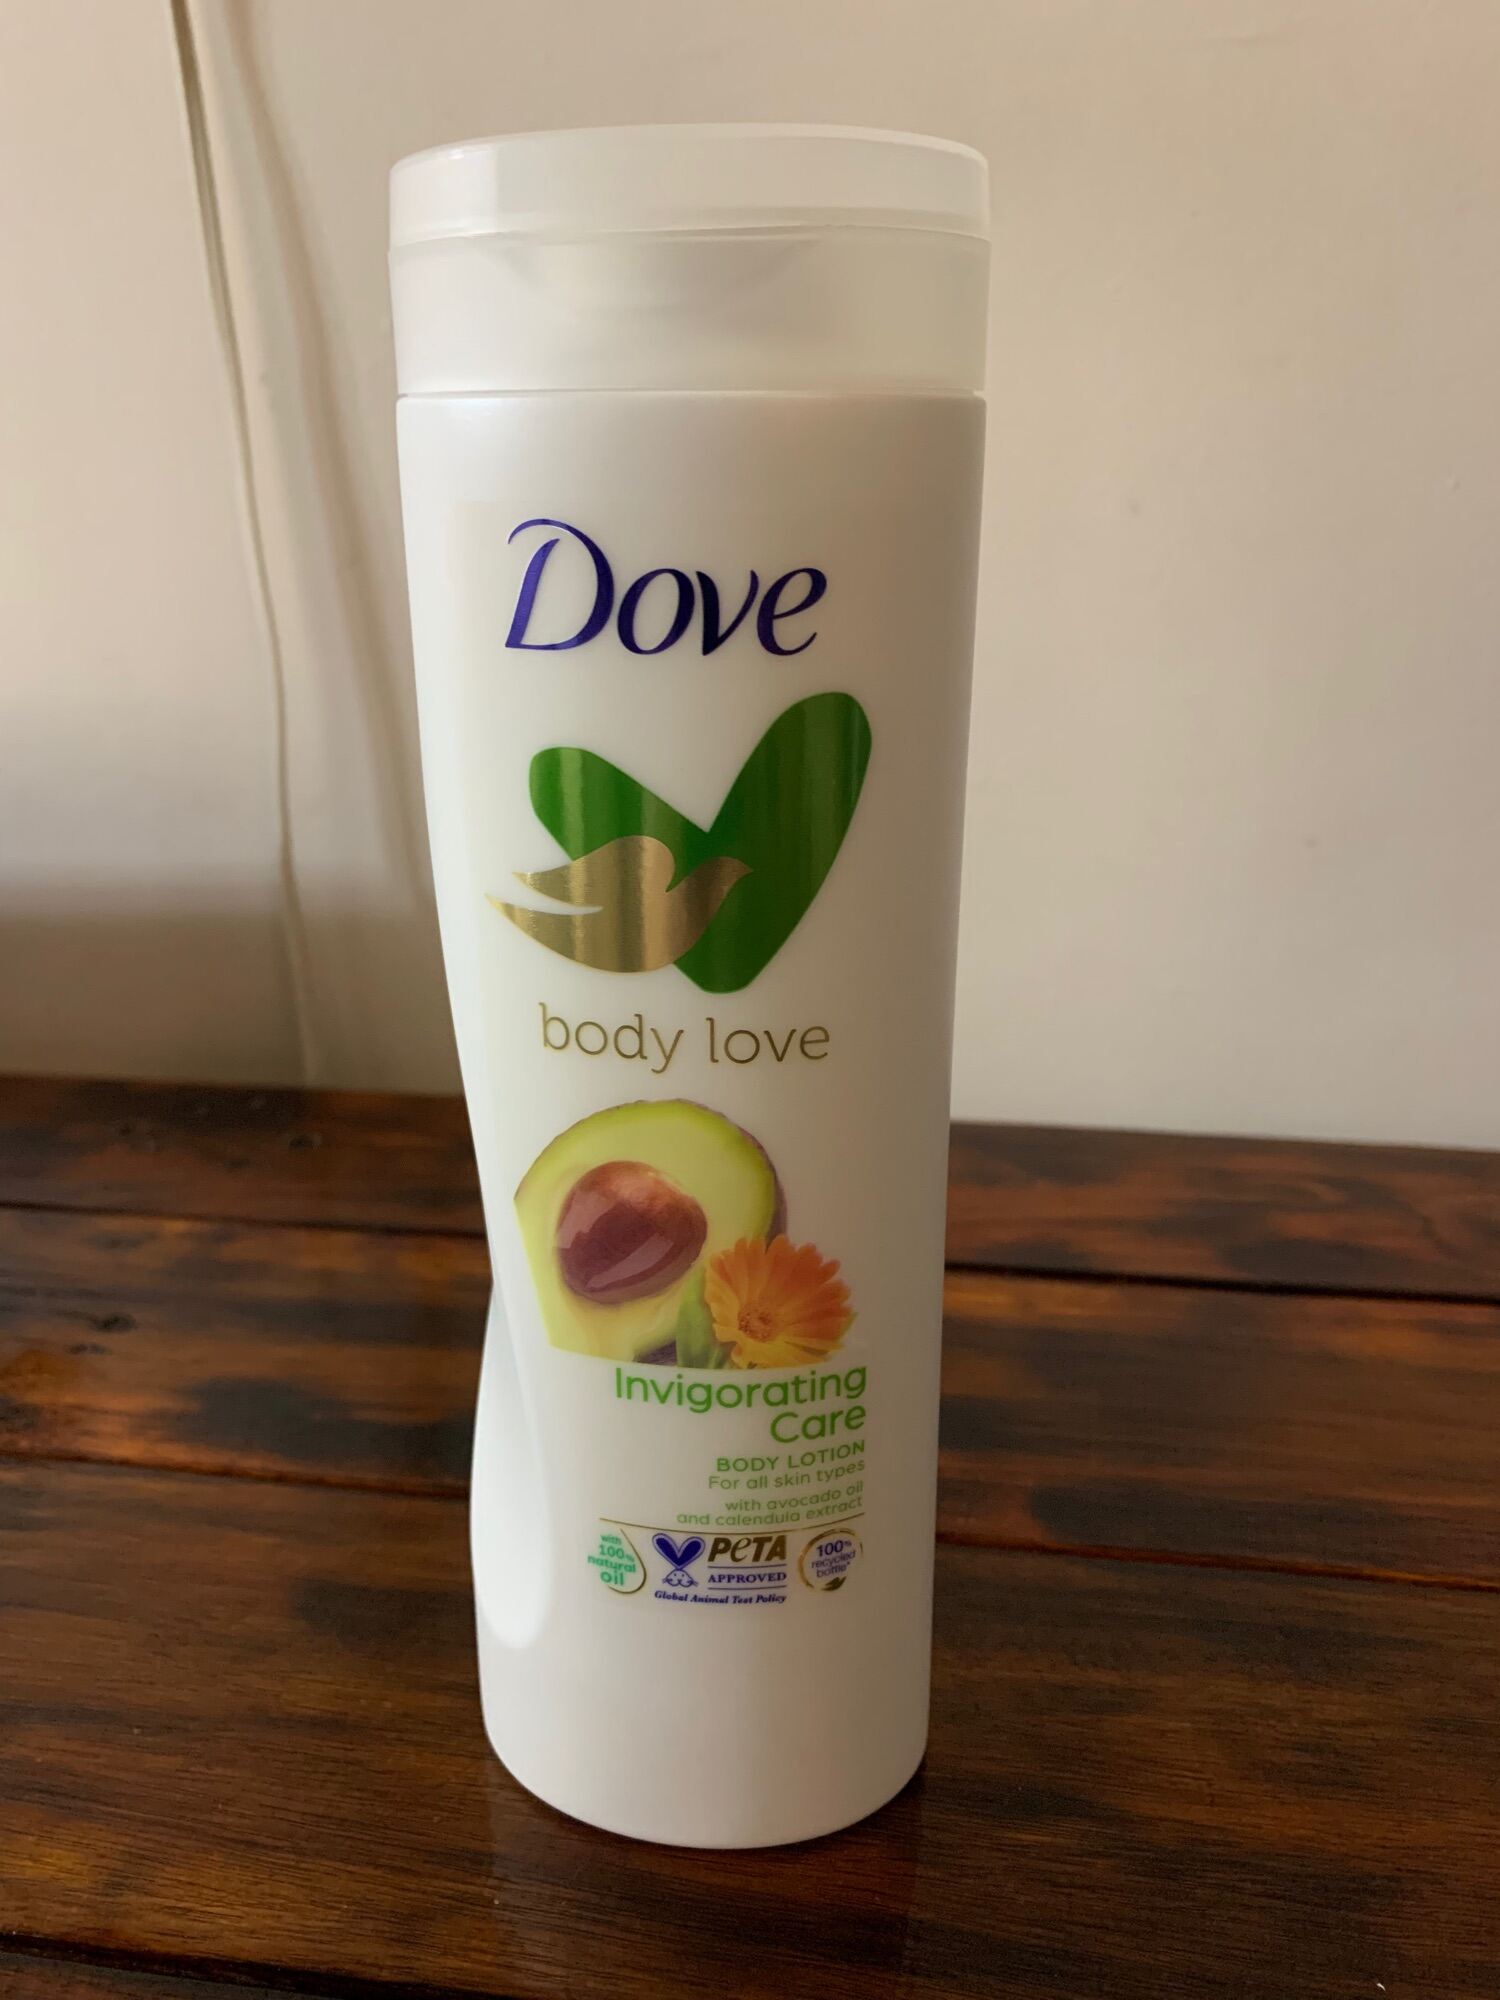 Dove
body love
Invigorating
Care
BODY LOTION
For all skin types
with avocado oil
and calendula extract
with
100%
natural
oil
PETA
APPROVED
Global Animal Test Policy
100%
recycled
bottle*